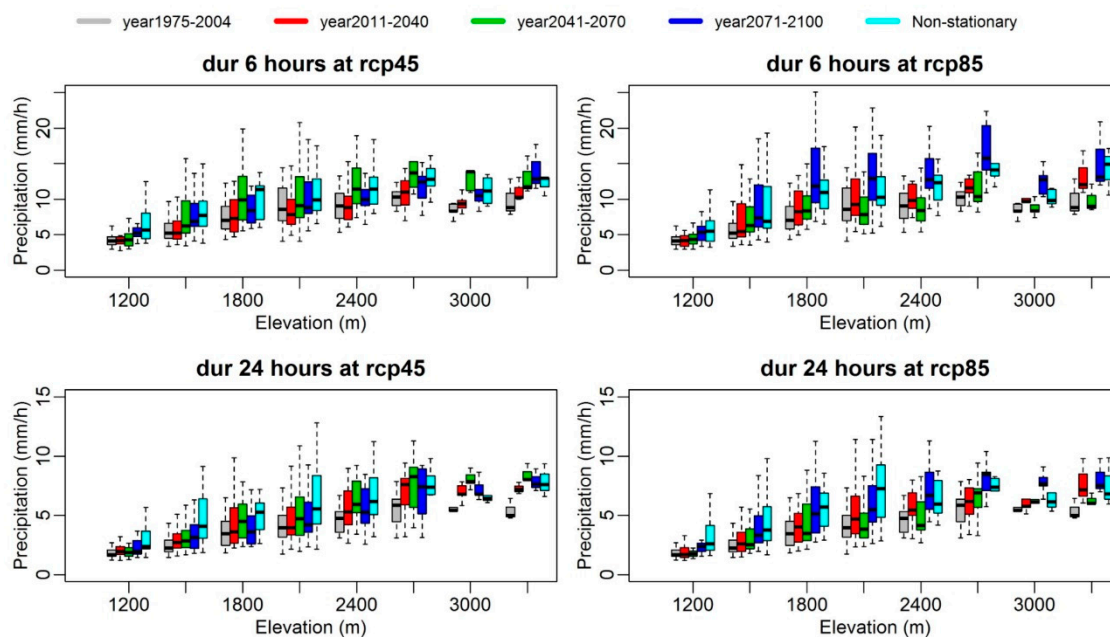 year1975-2004 year2011-2040 year2041-2070 year2071-2100 Non-stationary
dur 6 hours at rcp45
Precipitation (mm/h)
0 5 10 20
1200 1800 2400 3000
Elevation (m)
dur 6 hours at rcp85
Precipitation (mm/h)
0 5 10 20
1200 1800 2400 3000
Elevation (m)
dur 24 hours at rcp45
Precipitation (mm/h)
0 5 10 15
1200 1800 2400 3000
Elevation (m)
dur 24 hours at rcp85
Precipitation (mm/h)
0 5 10 15
1200 1800 2400 3000
Elevation (m)